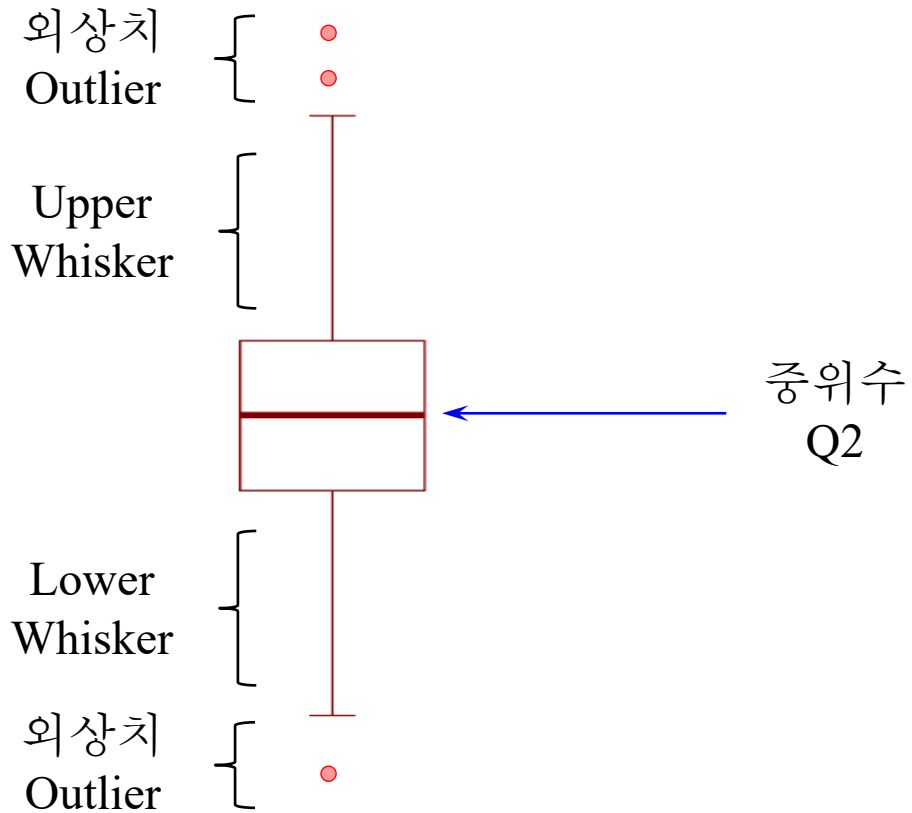 외상치
Outlier
Upper
Whisker
중위수
Q2
Lower
Whisker
외상치
Outlier